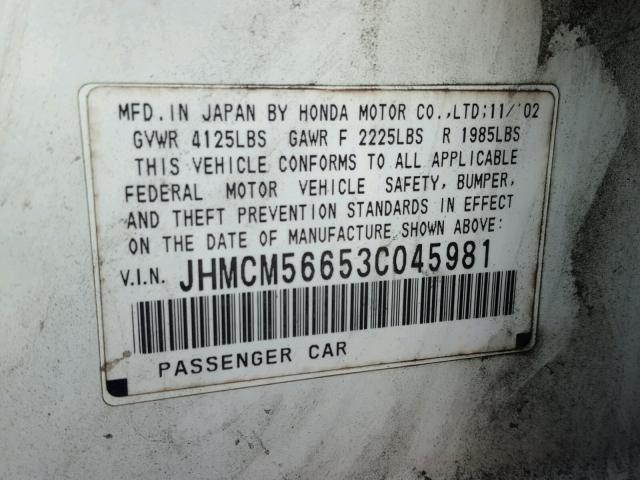 MFD. IN JAPAN BY HONDA MOTOR CO.,LTD; 11/02
GVWR 4125LBS GAWR F 2225LBS R 1985LBS
THIS VEHICLE CONFORMS TO ALL APPLICABLE
FEDERAL MOTOR VEHICLE SAFETY, BUMPER,
AND THEFT PREVENTION STANDARDS IN EFFECT
ON THE DATE OF MANUFACTURE SHOWN ABOVE:
V.I.N. JHMCM56653C045981
PASSENGER CAR